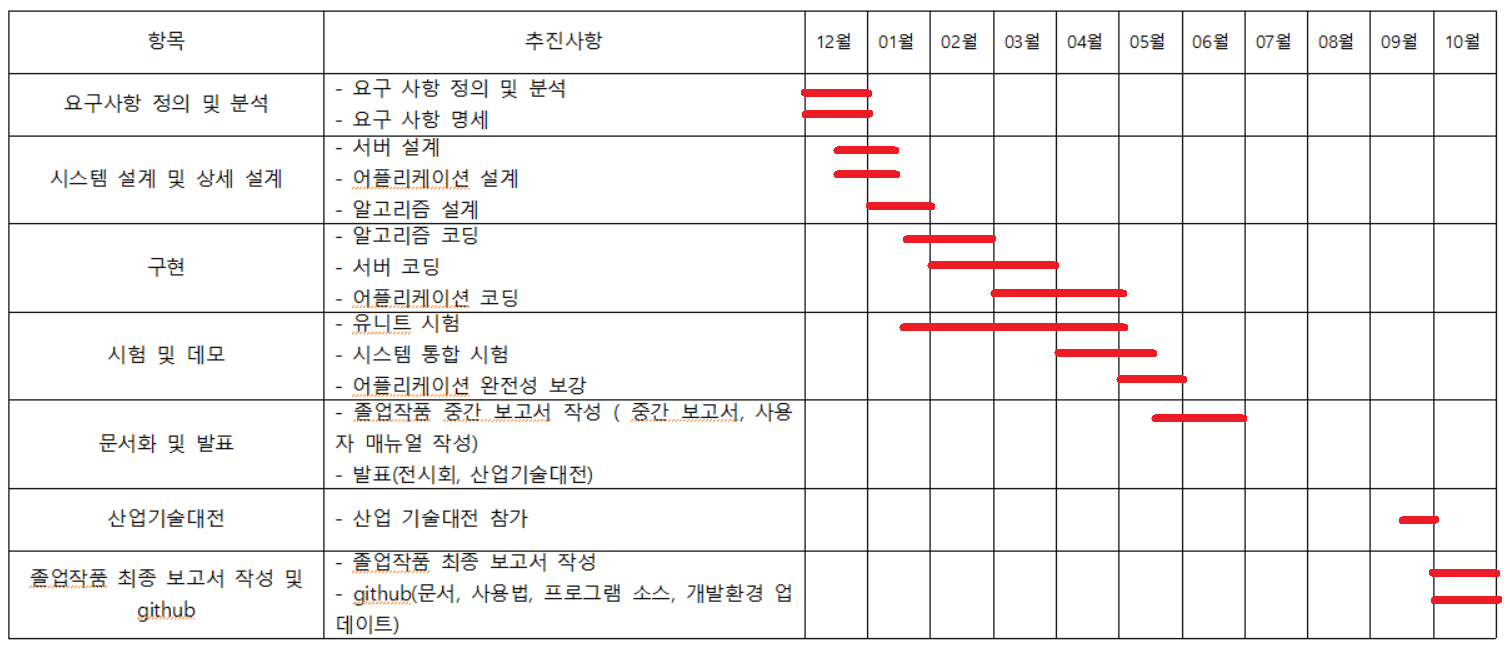 항목 추진사항 12월 01월 02월 03월 04월 05월 06월 07월 08월 09월 10월
요구사항 정의 및 분석
- 요구 사항 정의 및 분석
- 요구 사항 명세
시스템 설계 및 상세 설계
- 서버 설계
- 어플리케이션 설계
- 알고리즘 설계
구현
- 알고리즘 코딩
- 서버 코딩
- 어플리케이션 코딩
시험 및 데모
- 유니트 시험
- 시스템 통합 시험
- 어플리케이션 완전성 보강
문서화 및 발표
- 졸업작품 중간 보고서 작성 ( 중간 보고서, 사용
자 매뉴얼 작성)
- 발표(전시회, 산업기술대전)
산업기술대전
- 산업 기술대전 참가
졸업작품 최종 보고서 작성 및
github
- 졸업작품 최종 보고서 작성
- github(문서, 사용법, 프로그램 소스, 개발환경 업
데이트)